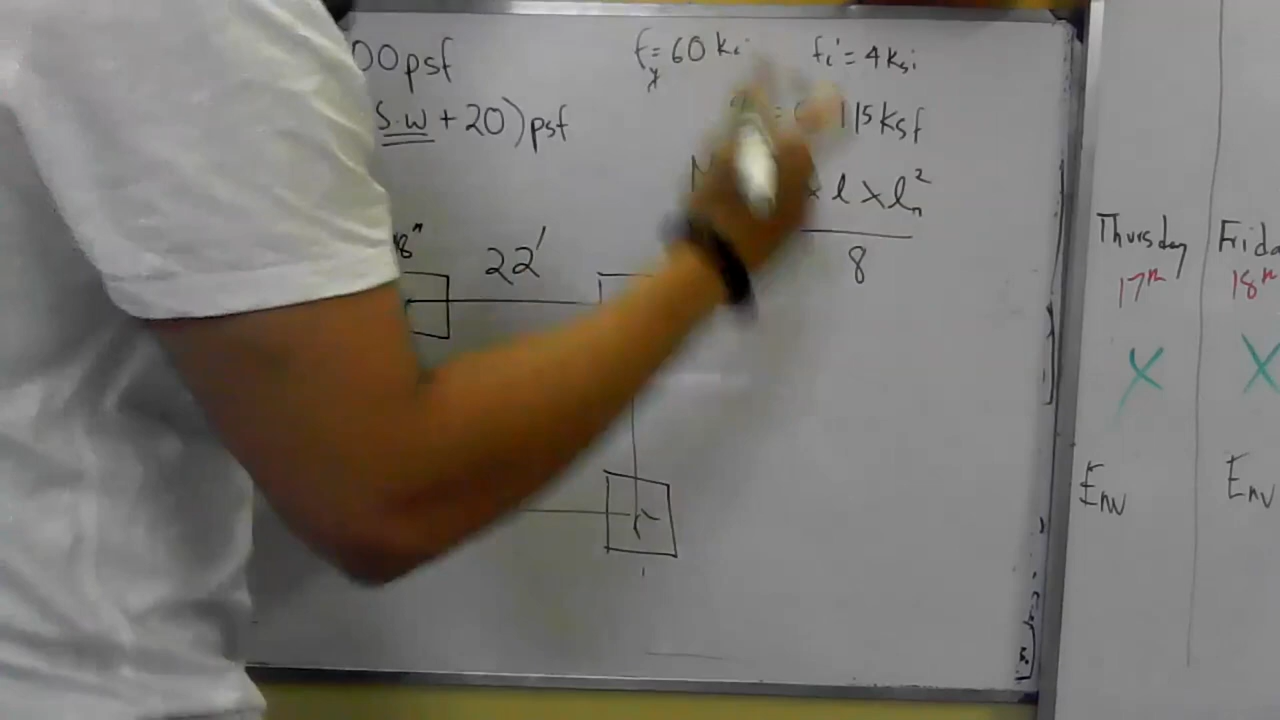 00psf
S.W + 20) psf
8"
22'
fy = 60 ksi
fc' = 4 ksi
115 ksf
x l x ln²
8
Thursday
17th
X
Env
Frida
18th
X
Env